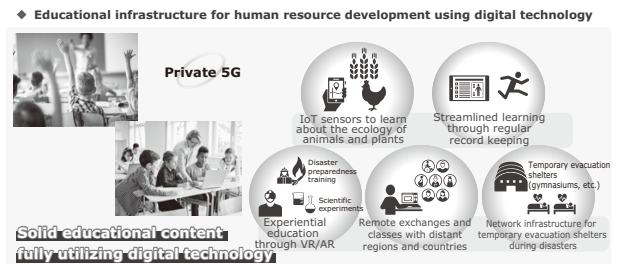 ◆ Educational infrastructure for human resource development using digital technology
Private 5G
IoT sensors to learn
about the ecology of
animals and plants
Streamlined learning
through regular
record keeping
Disaster
preparedness
training
Scientific
experiments
Experiential
education
through VR/AR
Remote exchanges and
classes with distant
regions and countries
Temporary evacuation
shelters
(gymnasiums, etc.)
Network infrastructure for
temporary evacuation shelters
during disasters
Solid educational content
fully utilizing digital technology